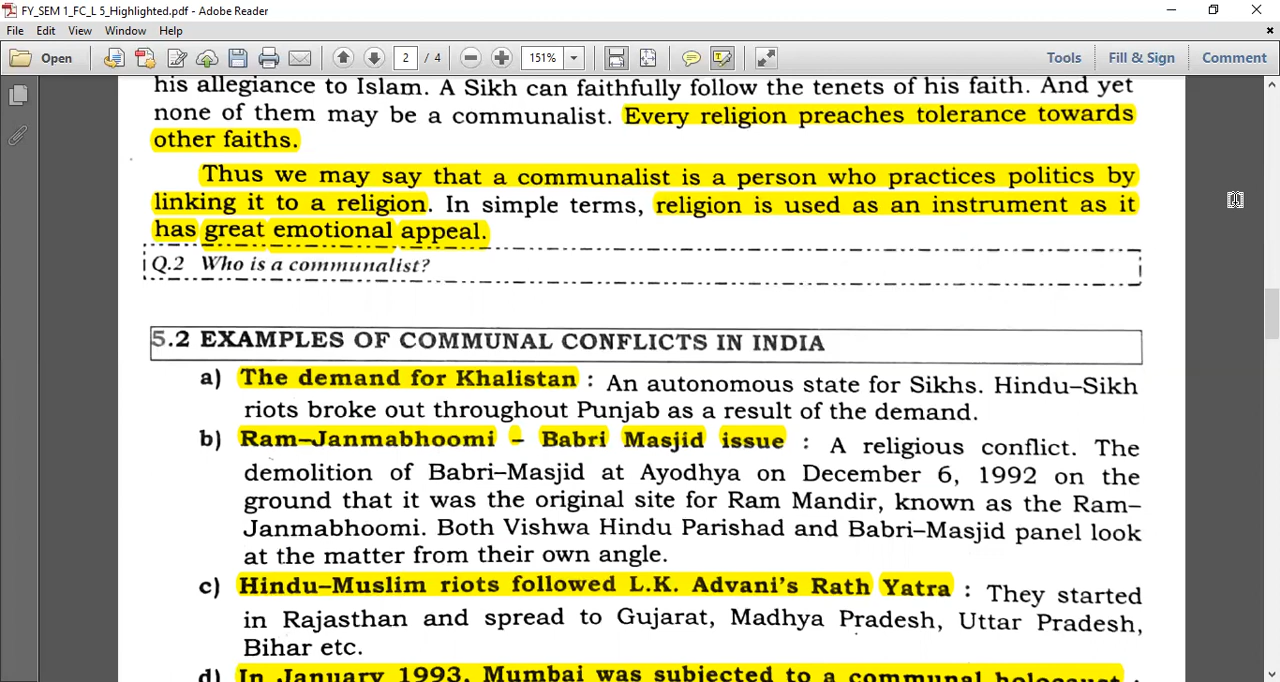 FY_SEM 1_FC_L 5_Highlighted.pdf - Adobe Reader
File Edit View Window Help
Open 2 / 4 151% Tools Fill & Sign Comment
his allegiance to Islam. A Sikh can faithfully follow the tenets of his faith. And yet
none of them may be a communalist. Every religion preaches tolerance towards
other faiths.
Thus we may say that a communalist is a person who practices politics by
linking it to a religion. In simple terms, religion is used as an instrument as it
has great emotional appeal.
Q.2 Who is a communalist?
5.2 EXAMPLES OF COMMUNAL CONFLICTS IN INDIA
a) The demand for Khalistan : An autonomous state for Sikhs. Hindu–Sikh
riots broke out throughout Punjab as a result of the demand.
b) Ram–Janmabhoomi – Babri Masjid issue : A religious conflict. The
demolition of Babri–Masjid at Ayodhya on December 6, 1992 on the
ground that it was the original site for Ram Mandir, known as the Ram–
Janmabhoomi. Both Vishwa Hindu Parishad and Babri–Masjid panel look
at the matter from their own angle.
c) Hindu–Muslim riots followed L.K. Advani's Rath Yatra : They started
in Rajasthan and spread to Gujarat, Madhya Pradesh, Uttar Pradesh,
Bihar etc.
d) In January 1993, Mumbai was subjected to a communal holocaust :